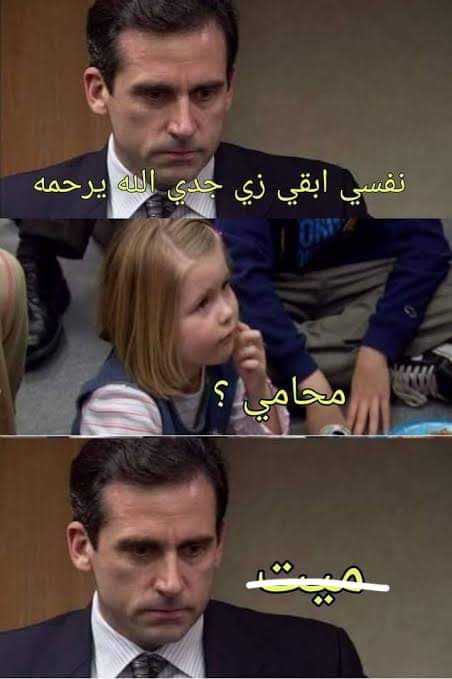 نفسي ابقي زي جدي الله يرحمه
محامي ؟
ميت